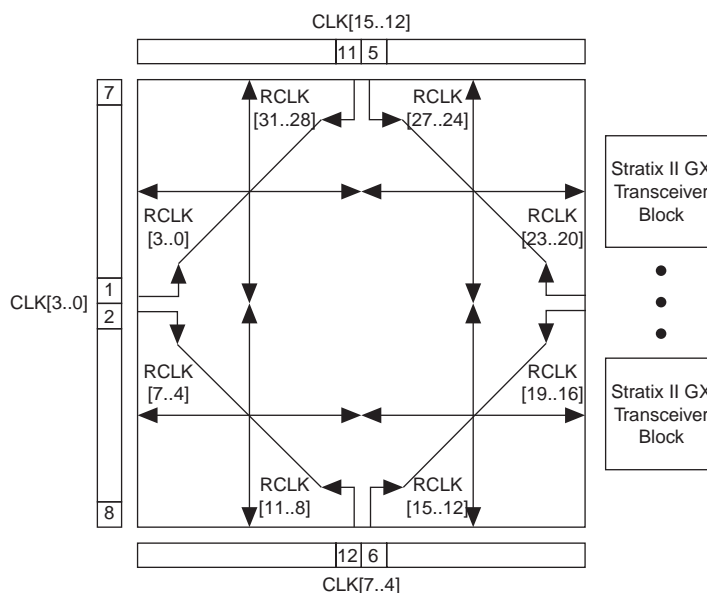 CLK[15..12]
11 5
7
RCLK
[31..28]
RCLK
[27..24]
Stratix II GX
Transceiver
Block
RCLK
[3..0]
RCLK
[23..20]
1
CLK[3..0]
2
RCLK
[7..4]
RCLK
[19..16]
Stratix II GX
Transceiver
Block
RCLK
[11..8]
RCLK
[15..12]
8
12 6
CLK[7..4]